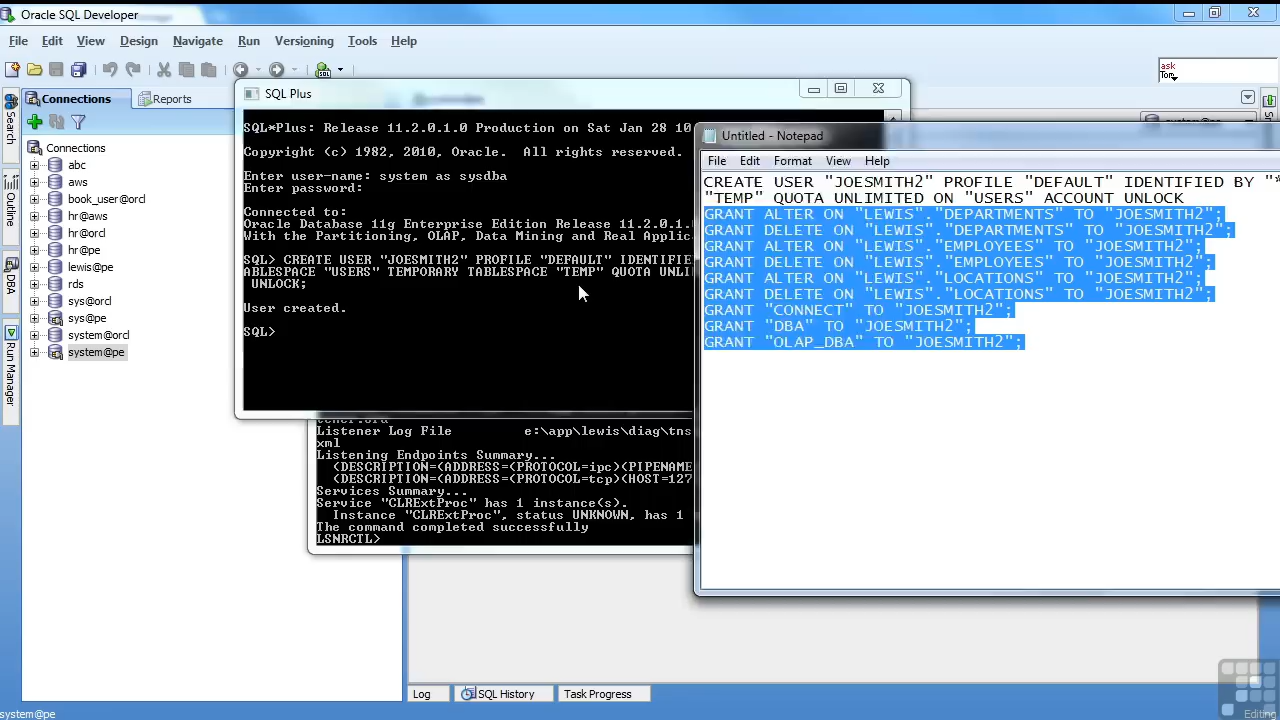 Oracle SQL Developer
File Edit View Design Navigate Run Versioning Tools Help
ask
Tom
Connections
Reports
Search
Outline
DBA
Run Manager
Connections
abc
aws
book_user@orcl
hr@aws
hr@orcl
hr@pe
lewis@pe
rds
sys@orcl
sys@pe
system@orcl
system@pe
SQL Plus
SQL*Plus: Release 11.2.0.1.0 Production on Sat Jan 28 10
Copyright (c) 1982, 2010, Oracle.  All rights reserved.
Enter user-name: system as sysdba
Enter password:
Connected to:
Oracle Database 11g Enterprise Edition Release 11.2.0.1.
With the Partitioning, OLAP, Data Mining and Real Applic
SQL> CREATE USER "JOESMITH2" PROFILE "DEFAULT" IDENTIFIE
ABLESPACE "USERS" TEMPORARY TABLESPACE "TEMP" QUOTA UNLI
UNLOCK;
User created.
SQL>
Listener Log File e:\app\lewis\diag\tns
xml
Listening Endpoints Summary...
(DESCRIPTION=(ADDRESS=(PROTOCOL=ipc)(PIPENAME
(DESCRIPTION=(ADDRESS=(PROTOCOL=tcp)(HOST=127
Services Summary...
Service "CLRExtProc" has 1 instance(s).
Instance "CLRExtProc", status UNKNOWN, has 1
The command completed successfully
LSNRCTL>
Untitled - Notepad
File Edit Format View Help
CREATE USER "JOESMITH2" PROFILE "DEFAULT" IDENTIFIED BY "*
"TEMP" QUOTA UNLIMITED ON "USERS" ACCOUNT UNLOCK
GRANT ALTER ON "LEWIS"."DEPARTMENTS" TO "JOESMITH2";
GRANT DELETE ON "LEWIS"."DEPARTMENTS" TO "JOESMITH2";
GRANT ALTER ON "LEWIS"."EMPLOYEES" TO "JOESMITH2";
GRANT DELETE ON "LEWIS"."EMPLOYEES" TO "JOESMITH2";
GRANT ALTER ON "LEWIS"."LOCATIONS" TO "JOESMITH2";
GRANT DELETE ON "LEWIS"."LOCATIONS" TO "JOESMITH2";
GRANT "CONNECT" TO "JOESMITH2";
GRANT "DBA" TO "JOESMITH2";
GRANT "OLAP_DBA" TO "JOESMITH2";
Log
SQL History
Task Progress
system@pe
Editing